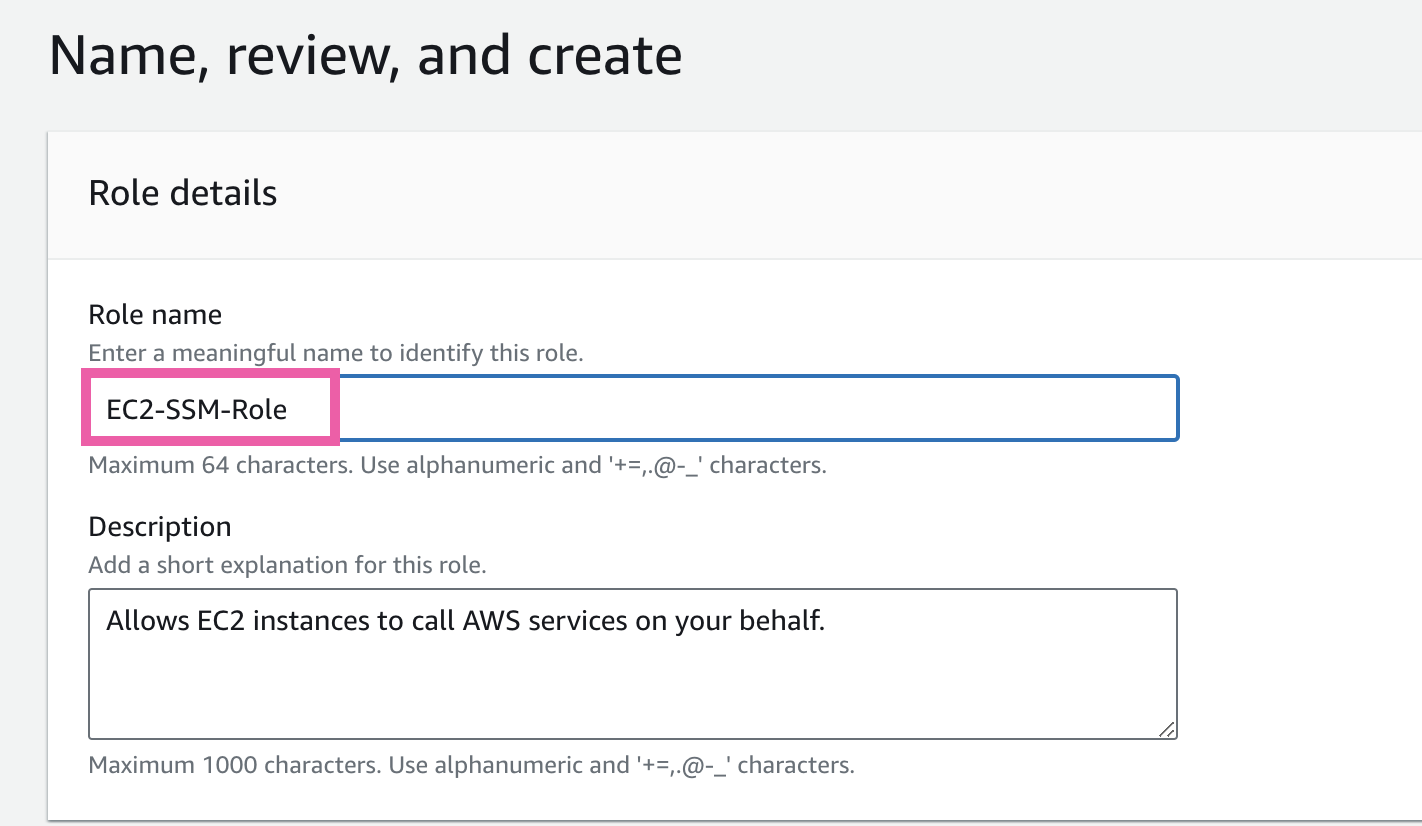 Name, review, and create
Role details
Role name
Enter a meaningful name to identify this role.
EC2-SSM-Role
Maximum 64 characters. Use alphanumeric and '+=,.@-_' characters.
Description
Add a short explanation for this role.
Allows EC2 instances to call AWS services on your behalf.
Maximum 1000 characters. Use alphanumeric and '+=,.@-_' characters.